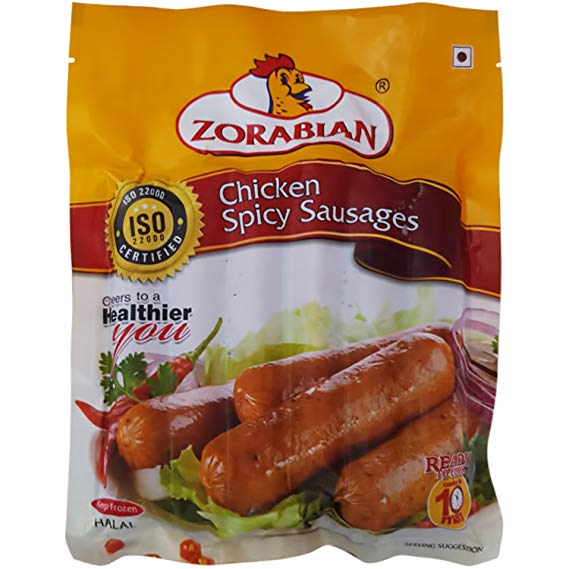 ZORABIAN
®
Chicken
Spicy Sausages
ISO 22000
ISO
22000
CERTIFIED
Cheers to a
Healthier
you
READY
10
Keep Frozen
HALAL
SERVING SUGGESTION